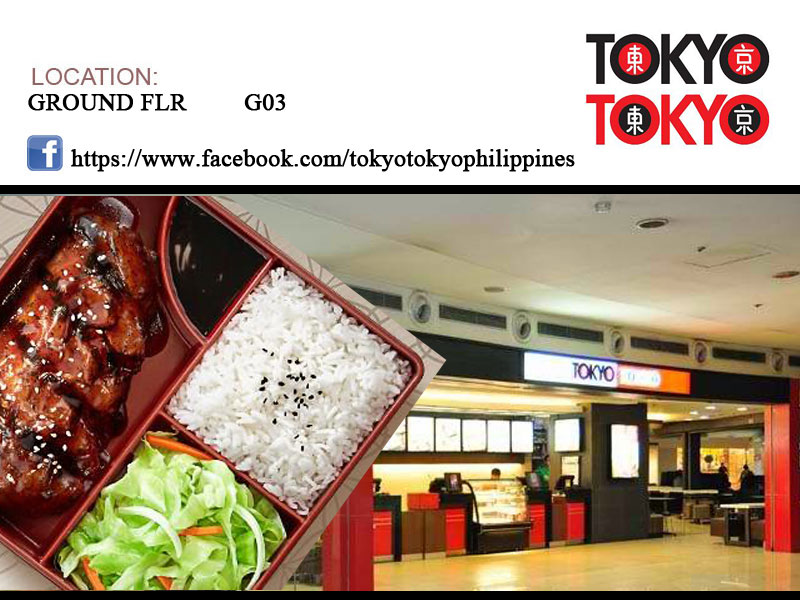 LOCATION:
GROUND FLR G03
https://www.facebook.com/tokyotokyophilippines
TOKYO
東 京
TOKYO
東 京
TOKYO